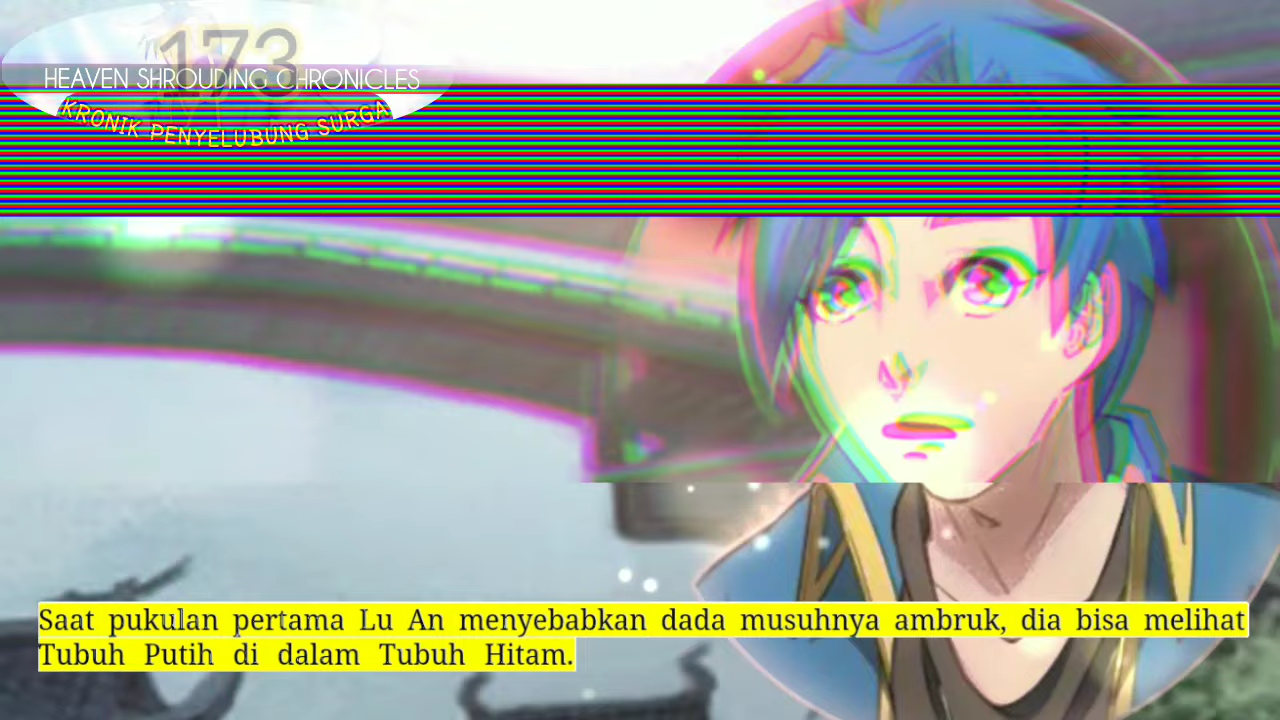 173
HEAVEN SHROUDING CHRONICLES
KRONIK PENYELUBUNG SURGA
Saat pukulan pertama Lu An menyebabkan dada musuhnya ambruk, dia bisa melihat
Tubuh Putih di dalam Tubuh Hitam.